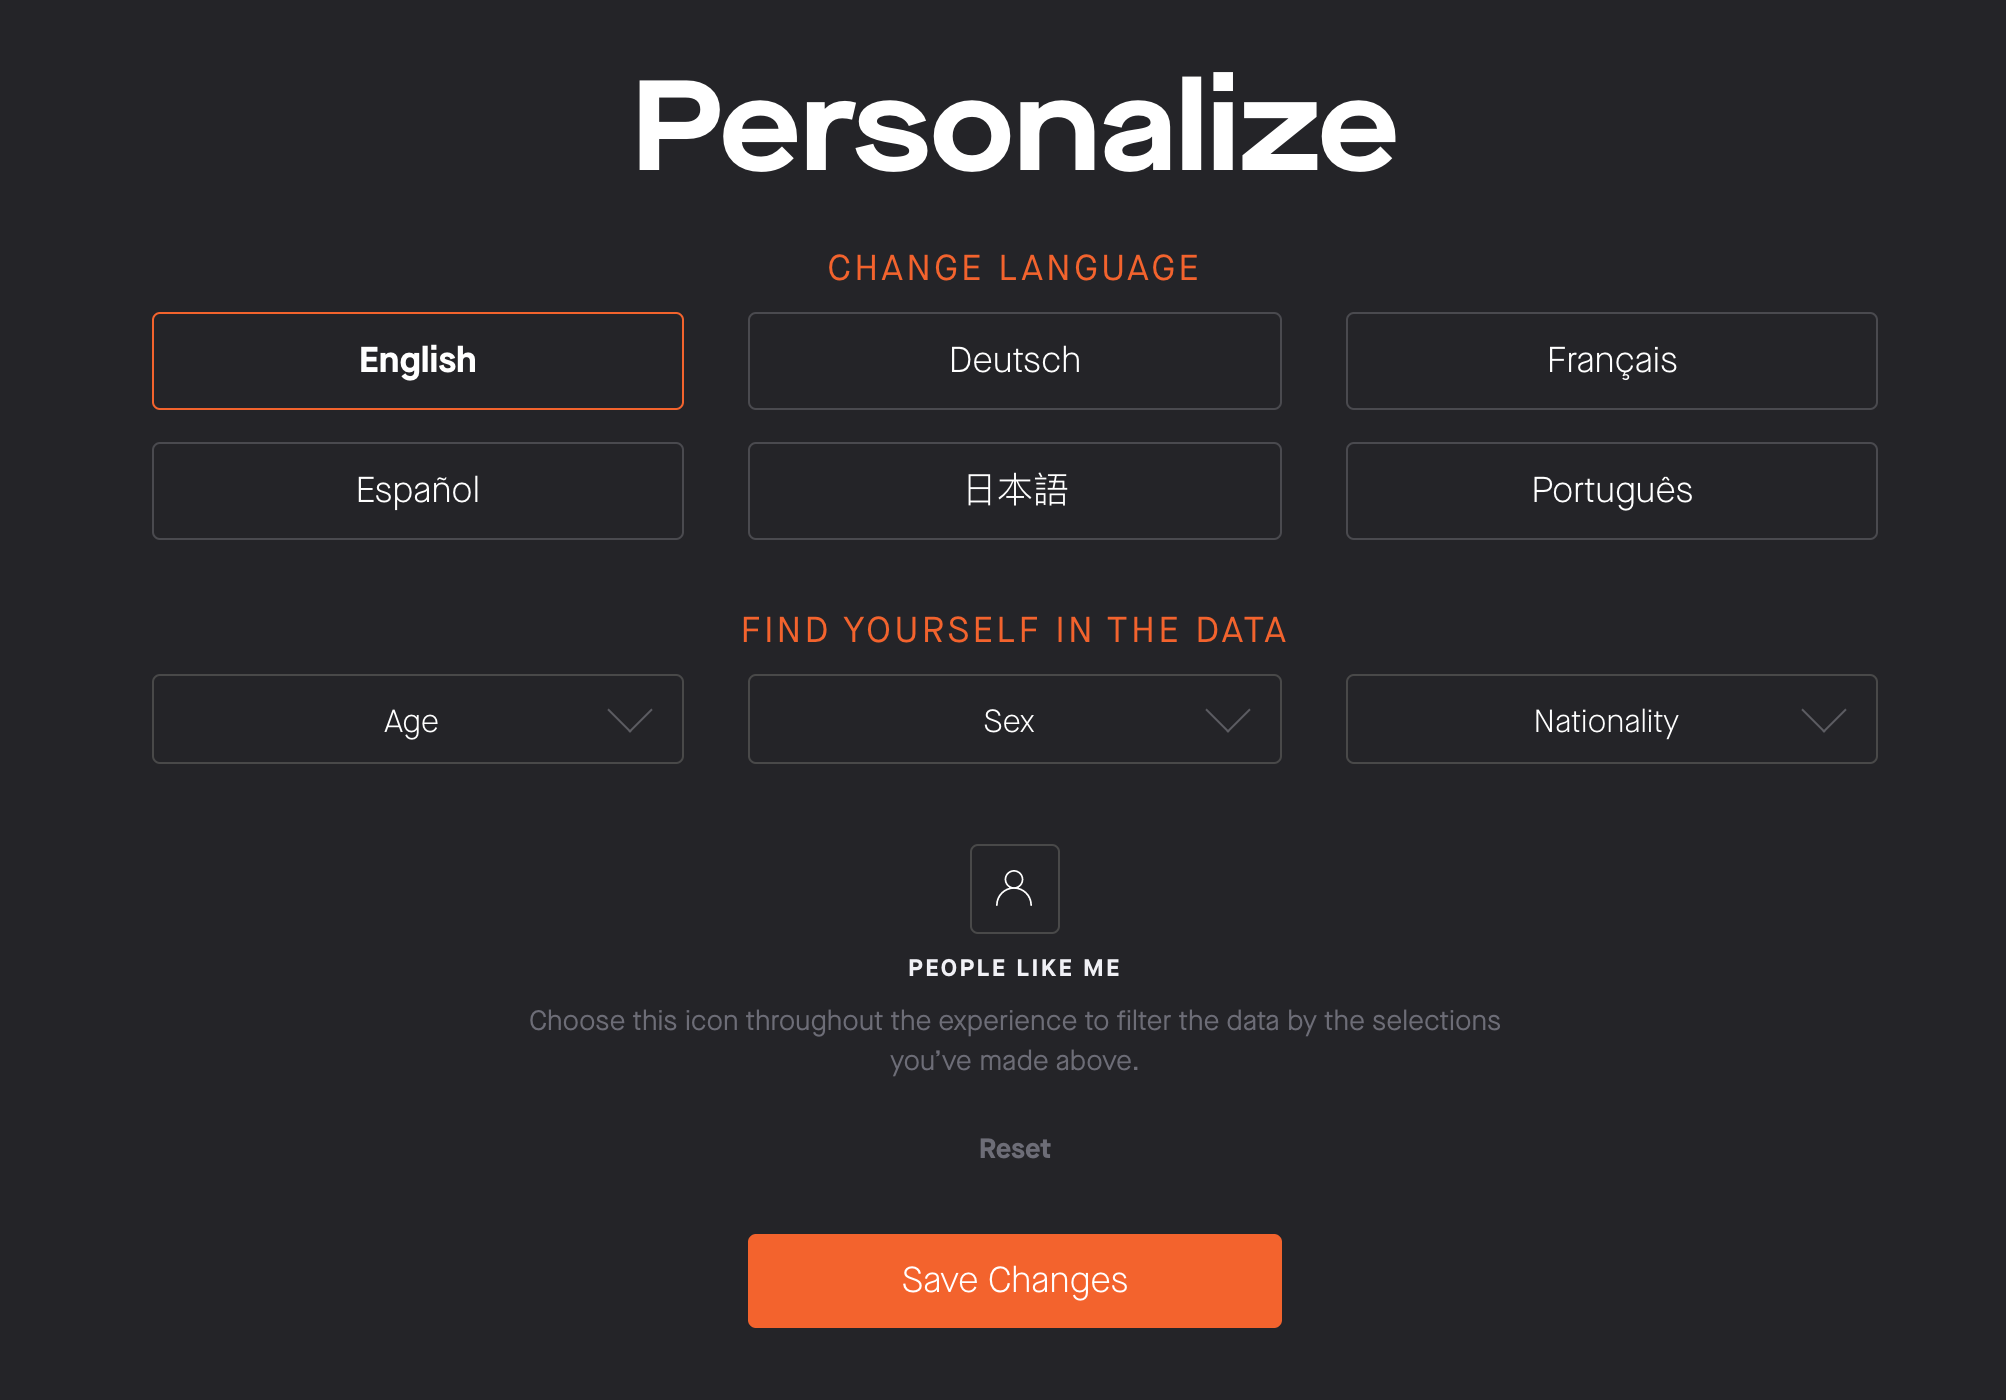 Personalize
CHANGE LANGUAGE
English
Deutsch
Français
Español
日本語
Português
FIND YOURSELF IN THE DATA
Age
Sex
Nationality
PEOPLE LIKE ME
Choose this icon throughout the experience to filter the data by the selections
you’ve made above.
Reset
Save Changes